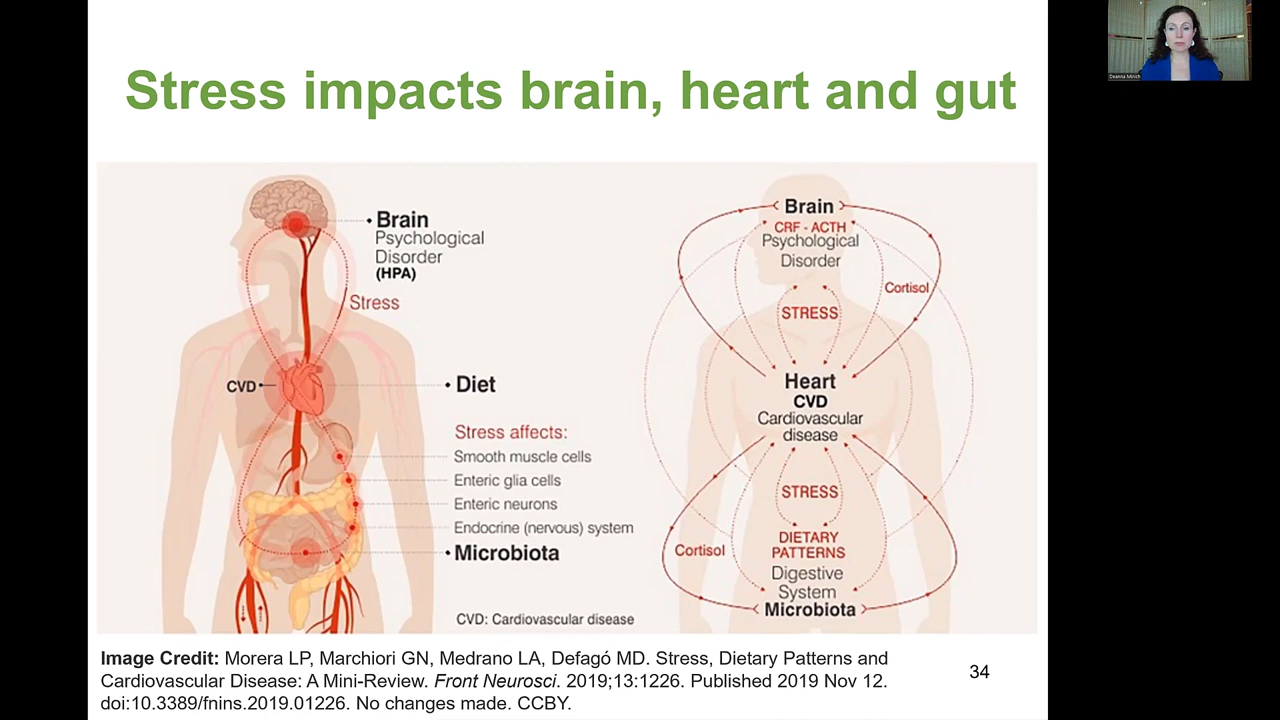 Stress impacts brain, heart and gut
Brain
Psychological
Disorder
(HPA)
Stress
CVD
Diet
Stress affects:
Smooth muscle cells
Enteric glia cells
Enteric neurons
Endocrine (nervous) system
Microbiota
CVD: Cardiovascular disease
Brain
CRF - ACTH
Psychological
Disorder
Cortisol
STRESS
Heart
CVD
Cardiovascular
disease
STRESS
Cortisol
DIETARY
PATTERNS
Digestive
System
Microbiota
Image Credit: Morera LP, Marchiori GN, Medrano LA, Defagó MD. Stress, Dietary Patterns and
Cardiovascular Disease: A Mini-Review. Front Neurosci. 2019;13:1226. Published 2019 Nov 12.
doi:10.3389/fnins.2019.01226. No changes made. CCBY.
34
Deanna Minich